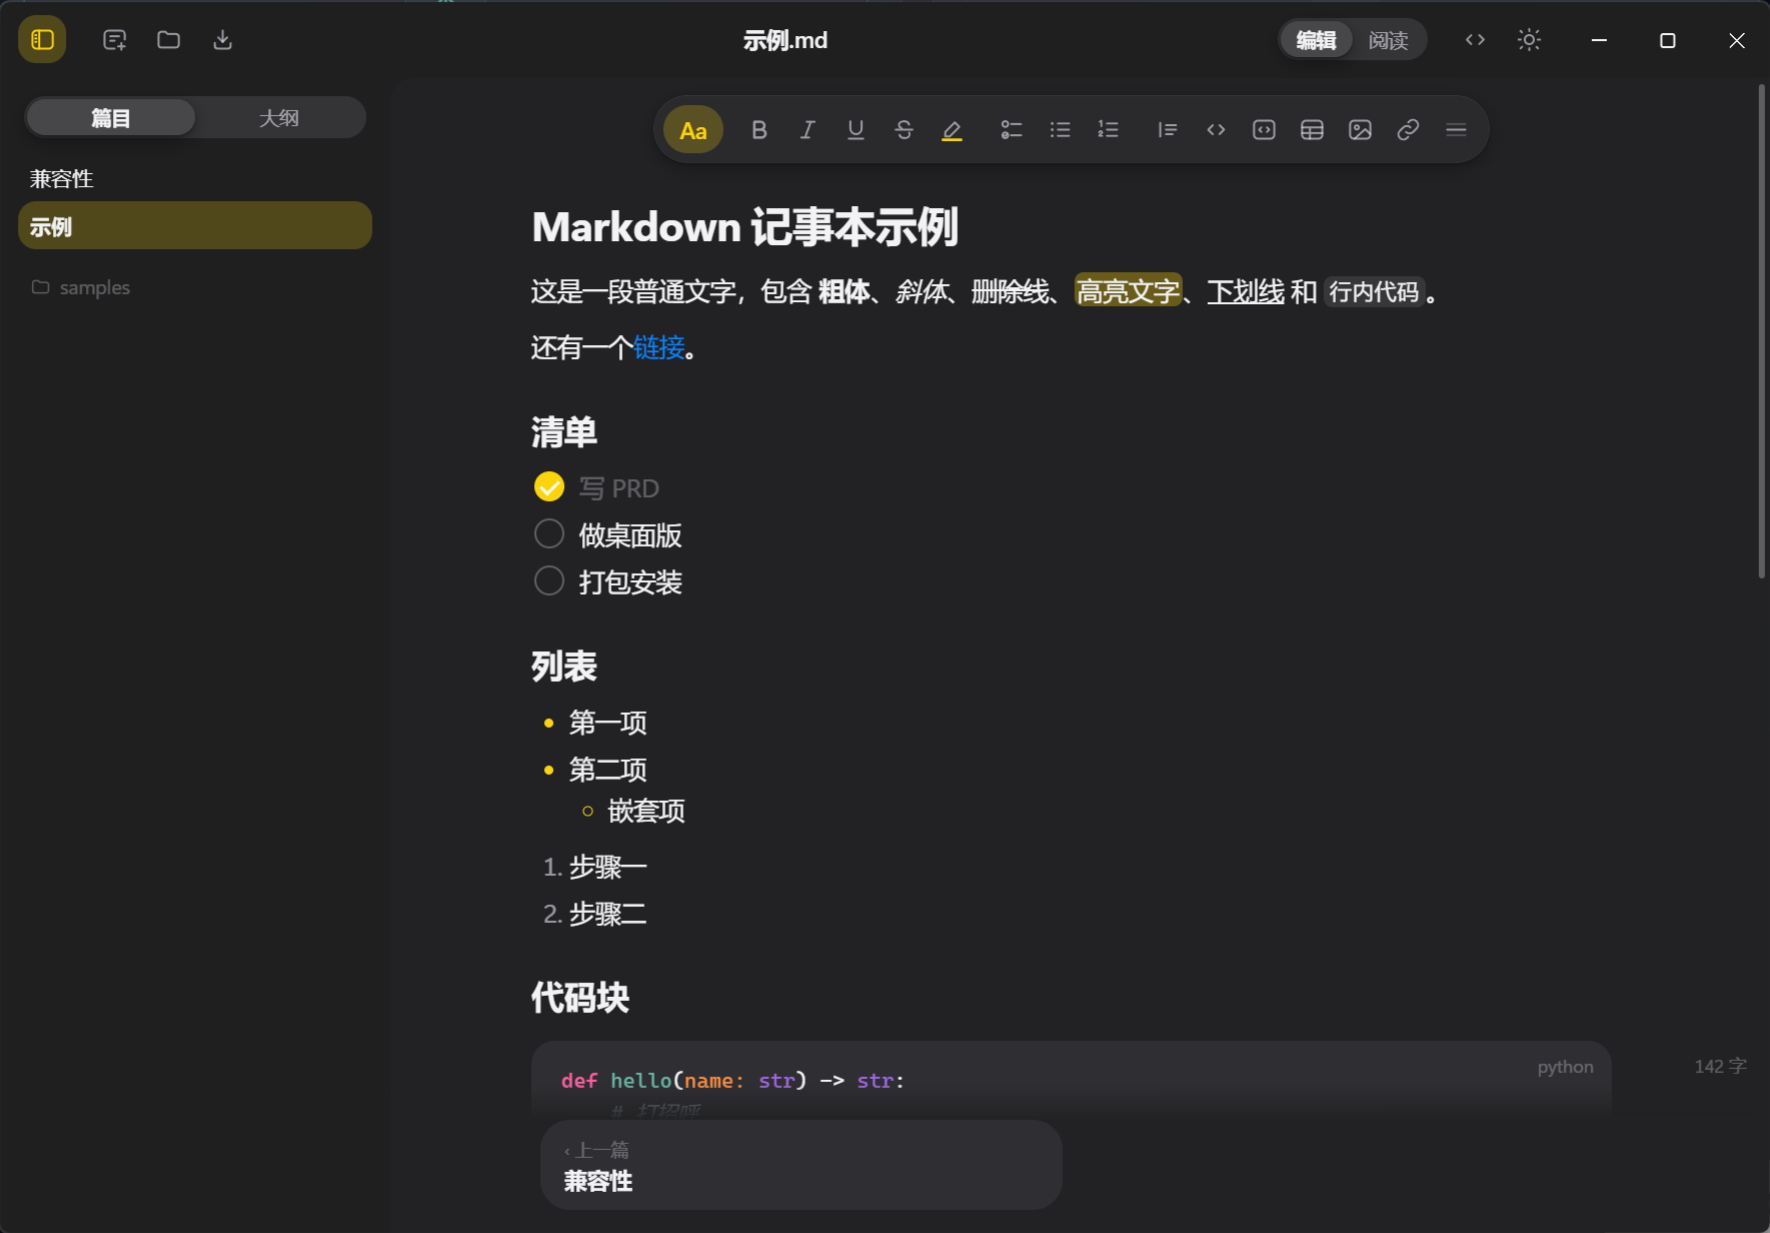 示例.md
编辑
阅读
篇目
大纲
兼容性
示例
samples
Aa
Markdown 记事本示例
这是一段普通文字，包含 粗体、斜体、删除线、高亮文字、下划线 和 行内代码。
还有一个链接。
清单
写 PRD
做桌面版
打包安装
列表
• 第一项
• 第二项
◦ 嵌套项
1. 步骤一
2. 步骤二
代码块
python
def hello(name: str) -> str:
# 打招呼
142 字
‹ 上一篇
兼容性